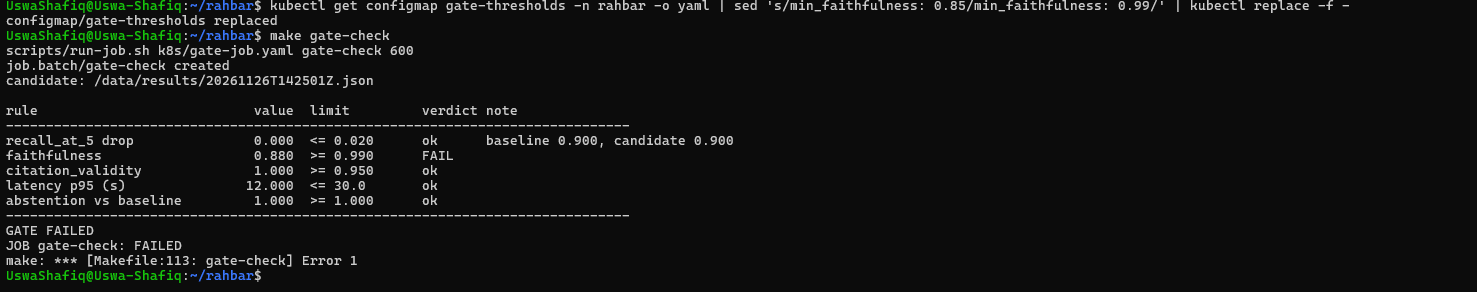 UswaShafiq@Uswa-Shafiq:~/rahbar$ kubectl get configmap gate-thresholds -n rahbar -o yaml | sed 's/min_faithfulness: 0.85/min_faithfulness: 0.99/' | kubectl replace -f -
configmap/gate-thresholds replaced
UswaShafiq@Uswa-Shafiq:~/rahbar$ make gate-check
scripts/run-job.sh k8s/gate-job.yaml gate-check 600
job.batch/gate-check created
candidate: /data/results/20261126T142501Z.json
rule value limit verdict note
------------------------------------------------------------------------------
recall_at_5 drop 0.000 <= 0.020 ok baseline 0.900, candidate 0.900
faithfulness 0.880 >= 0.990 FAIL
citation_validity 1.000 >= 0.950 ok
latency p95 (s) 12.000 <= 30.0 ok
abstention vs baseline 1.000 >= 1.000 ok
------------------------------------------------------------------------------
GATE FAILED
JOB gate-check: FAILED
make: *** [Makefile:113: gate-check] Error 1
UswaShafiq@Uswa-Shafiq:~/rahbar$